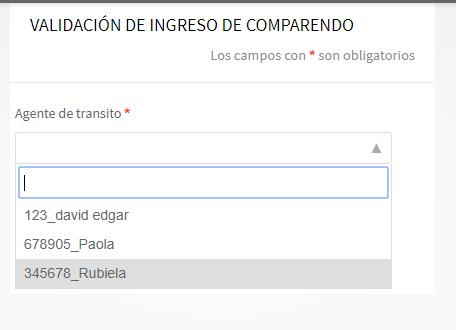 VALIDACIÓN DE INGRESO DE COMPARENDO
Los campos con * son obligatorios
Agente de transito *
123_david edgar
678905_Paola
345678_Rubiela